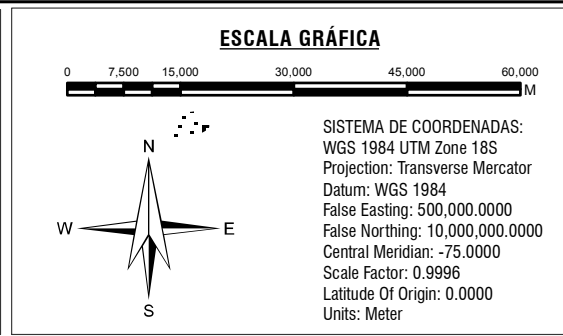 ESCALA GRÁFICA
0 7,500 15,000 30,000 45,000 60,000
M
N
W E
S
SISTEMA DE COORDENADAS:
WGS 1984 UTM Zone 18S
Projection: Transverse Mercator
Datum: WGS 1984
False Easting: 500,000.0000
False Northing: 10,000,000.0000
Central Meridian: -75.0000
Scale Factor: 0.9996
Latitude Of Origin: 0.0000
Units: Meter